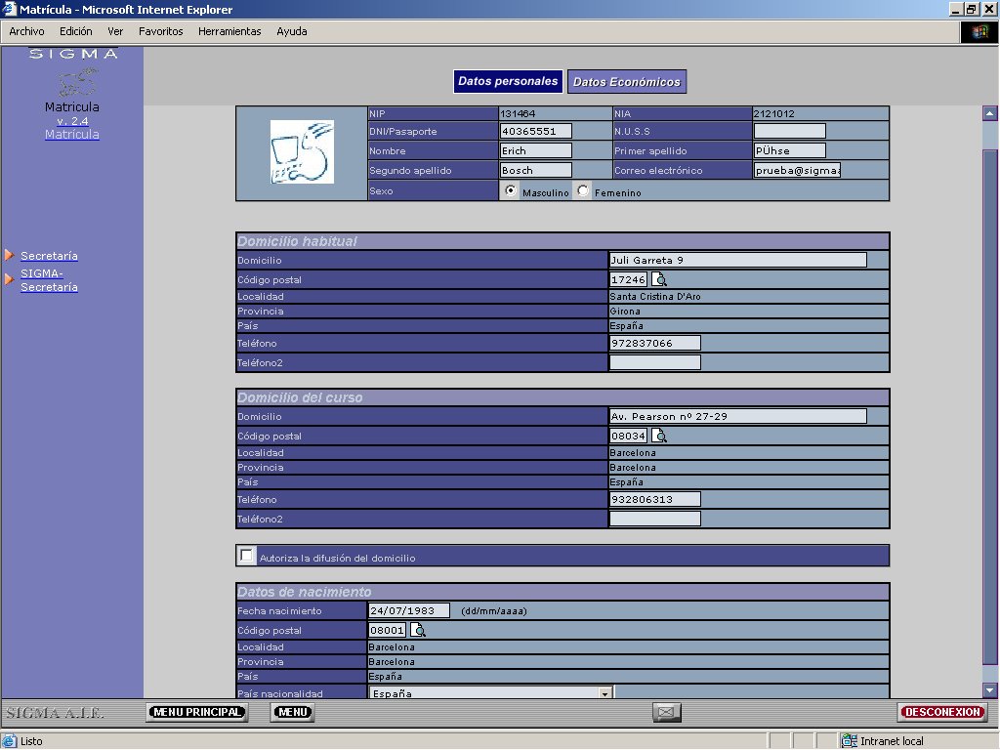 Matrícula - Microsoft Internet Explorer
Archivo Edición Ver Favoritos Herramientas Ayuda
SIGMA
Matricula
v. 2.4
Matrícula
Secretaría
SIGMA-
Secretaría
Datos personales Datos Económicos
NIP 131464 NIA 2121012
DNI/Pasaporte 40365551 N.U.S.S
Nombre Erich Primer apellido PÜhse
Segundo apellido Bosch Correo electrónico prueba@sigma
Sexo Masculino Femenino
Domicilio habitual
Domicilio Juli Garreta 9
Código postal 17246
Localidad Santa Cristina D'Aro
Provincia Girona
País España
Teléfono 972837066
Teléfono2
Domicilio del curso
Domicilio Av. Pearson nº 27-29
Código postal 08034
Localidad Barcelona
Provincia Barcelona
País España
Teléfono 932806313
Teléfono2
Autoriza la difusión del domicilio
Datos de nacimiento
Fecha nacimiento 24/07/1983 (dd/mm/aaaa)
Código postal 08001
Localidad Barcelona
Provincia Barcelona
País España
País nacionalidad España
SIGMA A.I.E. MENU PRINCIPAL MENU DESCONEXION
Listo Intranet local